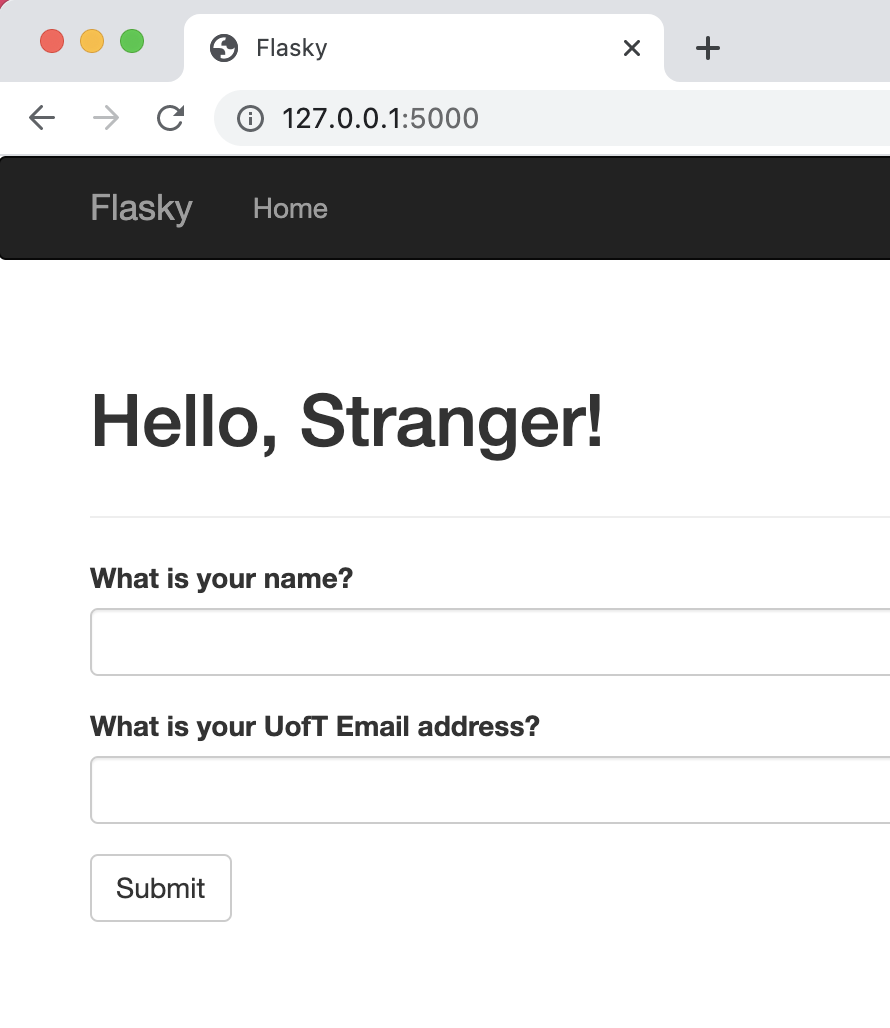 Flasky
127.0.0.1:5000
Flasky Home
Hello, Stranger!
What is your name?
What is your UofT Email address?
Submit